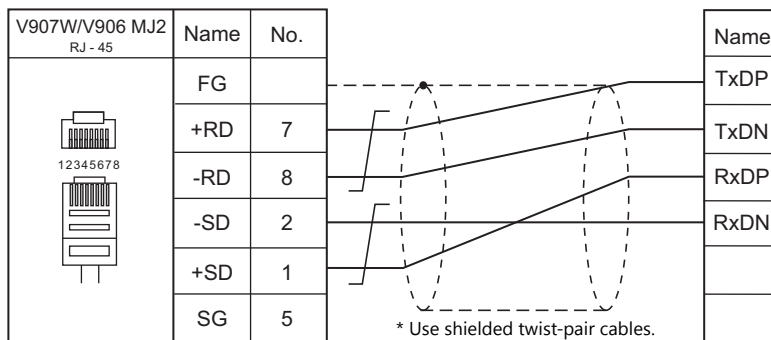 V907W/V906 MJ2 Name No. Name
RJ - 45
FG TxDP
+RD 7 TxDN
12345678
-RD 8 RxDP
-SD 2 RxDN
+SD 1
SG 5
* Use shielded twist-pair cables.